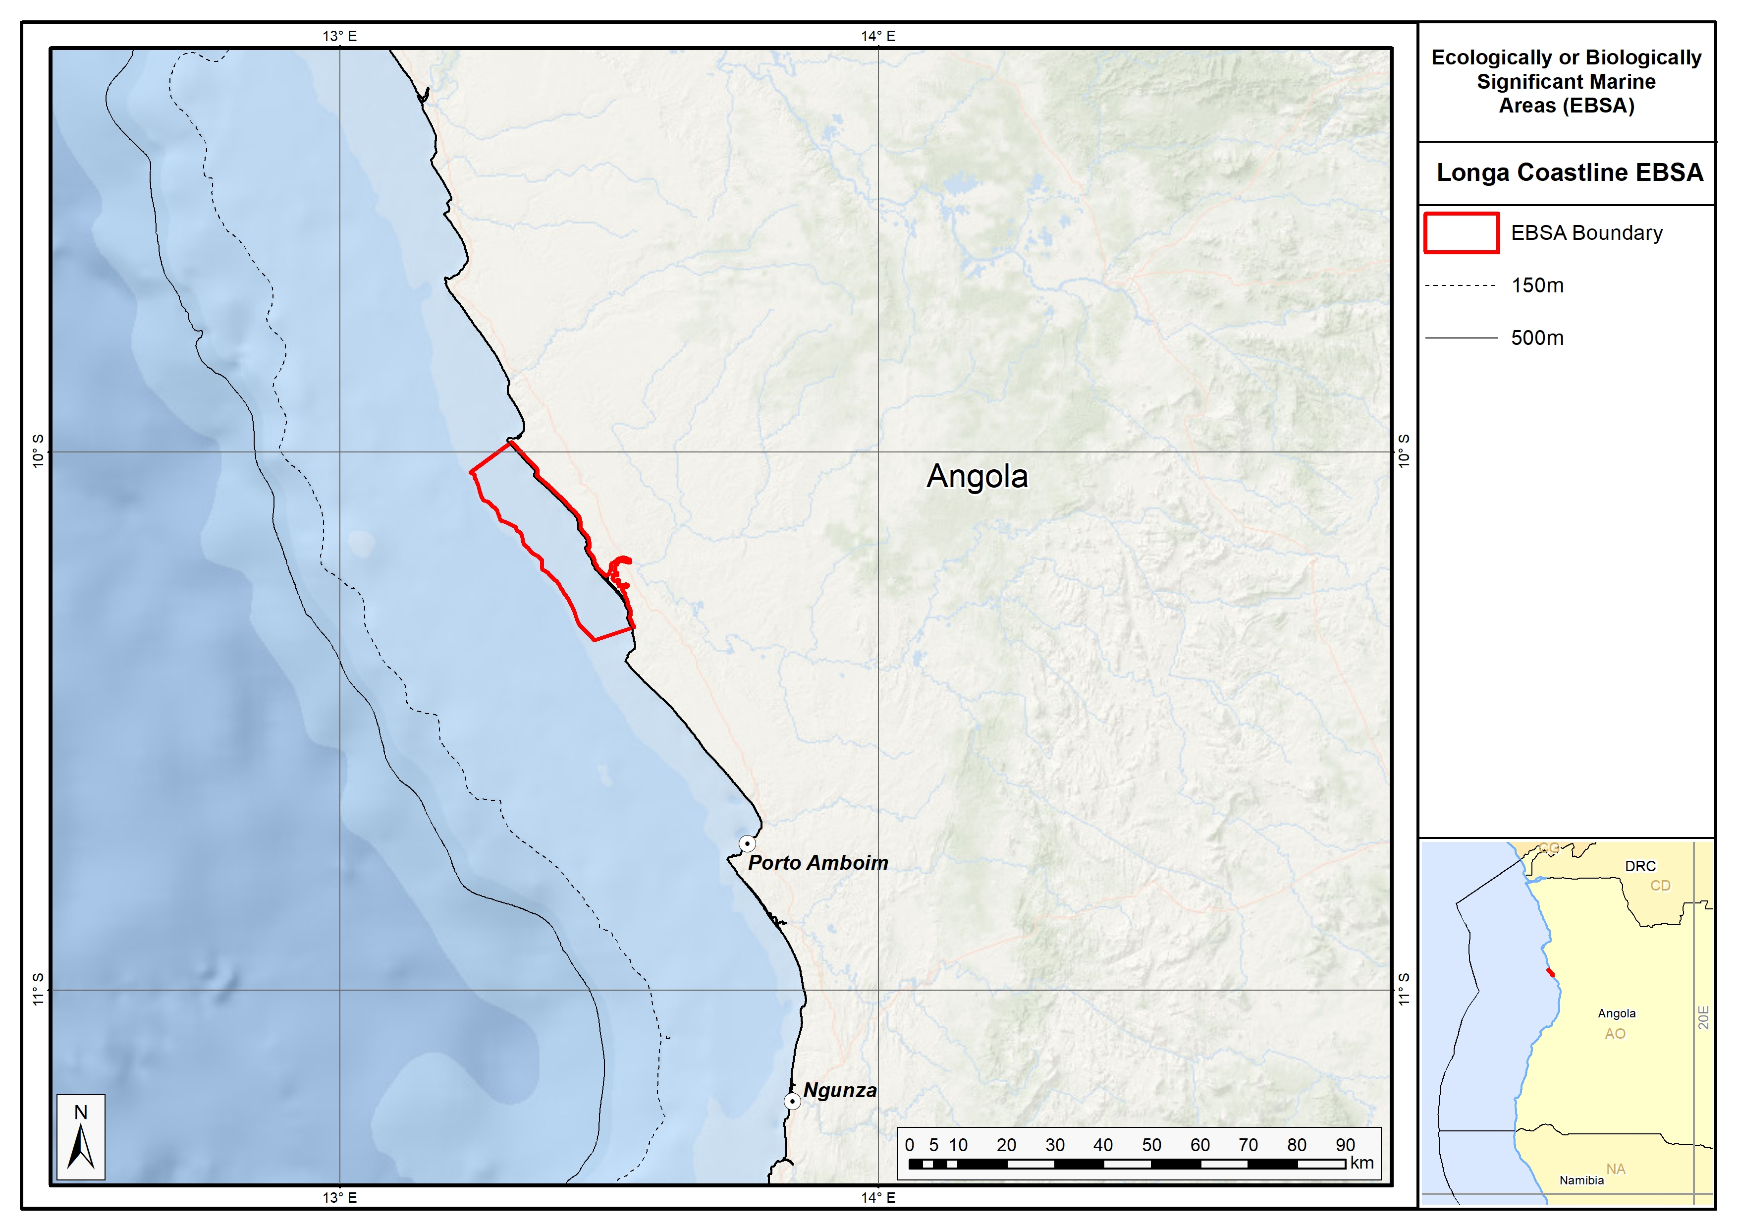 13° E
14° E
10° S
10° S
Angola
Porto Amboim
11° S
11° S
Ngunza
N
0 5 10 20 30 40 50 60 70 80 90
km
13° E
14° E
Ecologically or Biologically
Significant Marine
Areas (EBSA)
Longa Coastline EBSA
EBSA Boundary
150m
500m
CG
DRC
CD
Angola
AO
20E
NA
Namibia